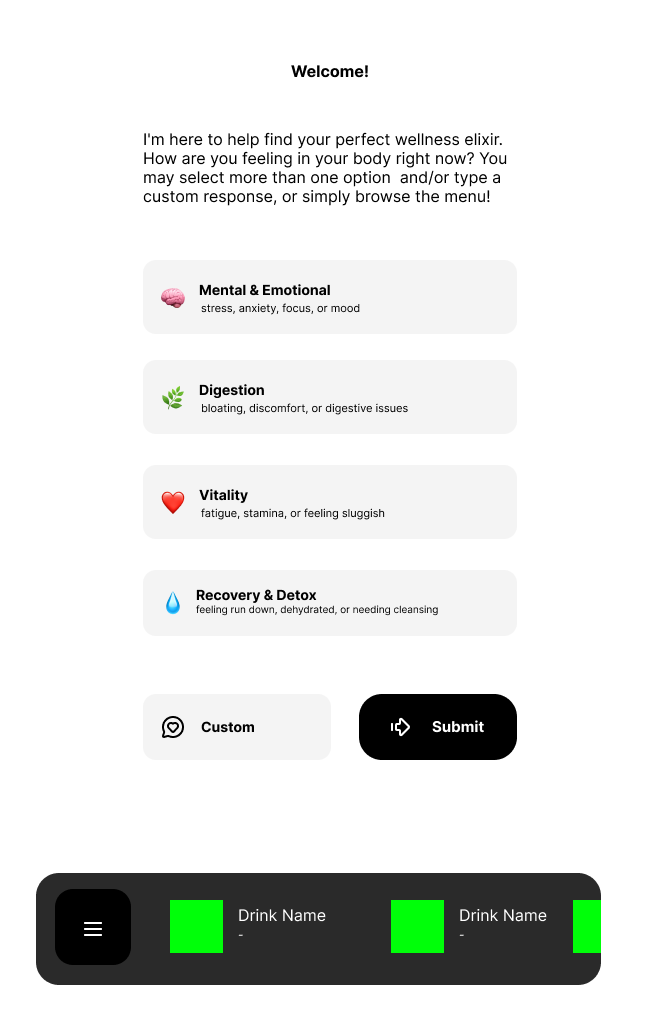 Welcome!
I'm here to help find your perfect wellness elixir.
How are you feeling in your body right now? You
may select more than one option  and/or type a
custom response, or simply browse the menu!
Mental & Emotional
stress, anxiety, focus, or mood
Digestion
bloating, discomfort, or digestive issues
Vitality
fatigue, stamina, or feeling sluggish
Recovery & Detox
feeling run down, dehydrated, or needing cleansing
Custom
Submit
Drink Name
-
Drink Name
-